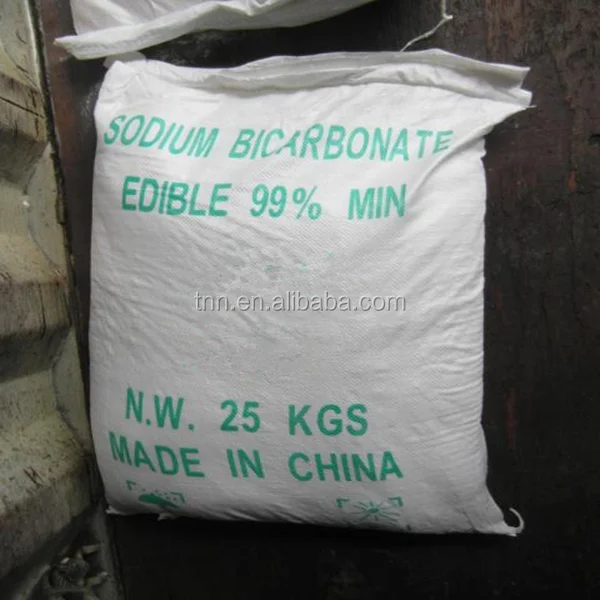 SODIUM BICARBONATE
EDIBLE 99% MIN
tnn.en.alibaba.com
N.W. 25 KGS
MADE IN CHINA